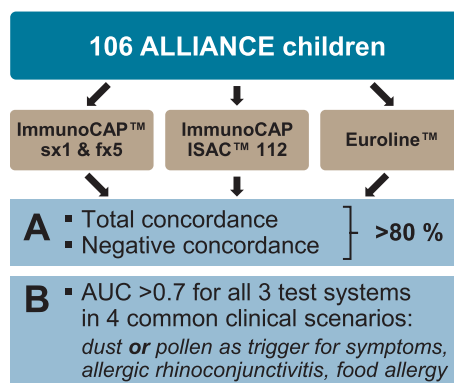 106 ALLIANCE children
ImmunoCAP™
sx1 & fx5
ImmunoCAP
ISAC™ 112
Euroline™
A
▪ Total concordance
▪ Negative concordance
>80 %
B
▪ AUC >0.7 for all 3 test systems
in 4 common clinical scenarios:
dust or pollen as trigger for symptoms,
allergic rhinoconjunctivitis, food allergy